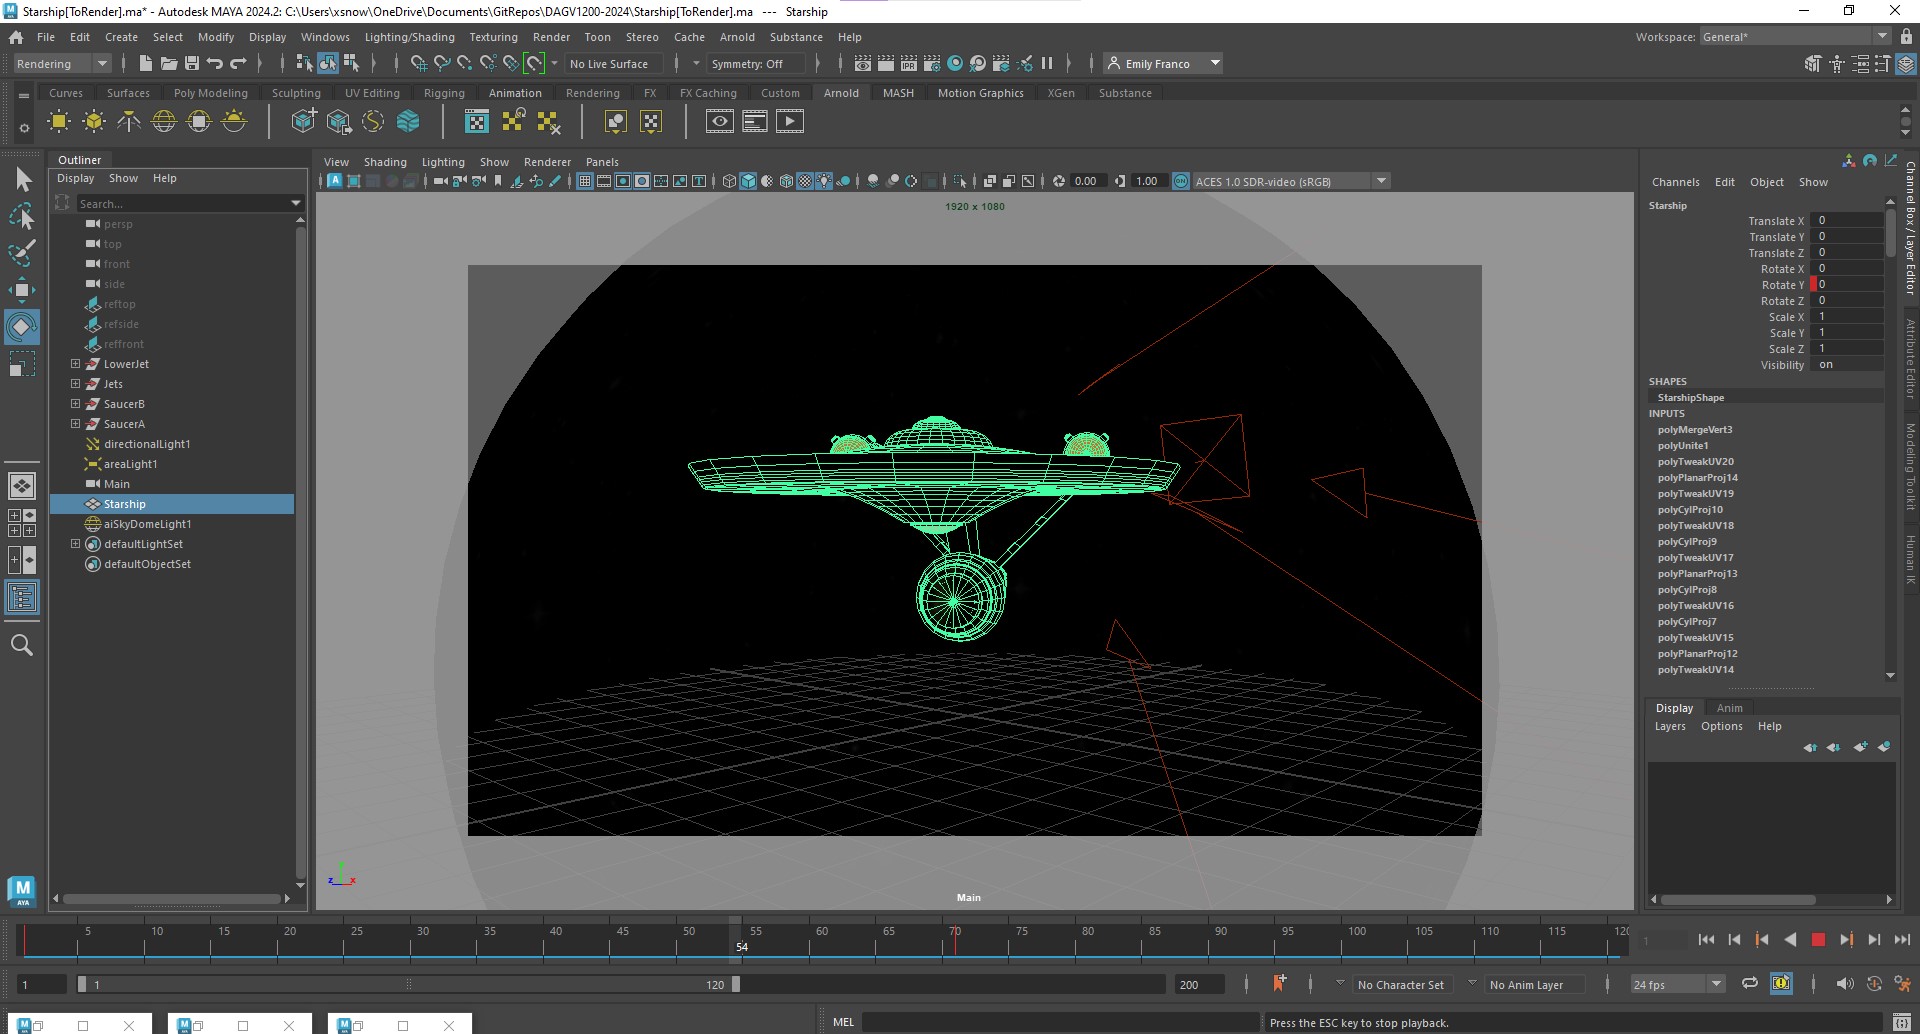 Starship[ToRender].ma* - Autodesk MAYA 2024.2: C:\Users\xsnow\OneDrive\Documents\GitRepos\DAGV1200-2024\Starship[ToRender].ma --- Starship
File Edit Create Select Modify Display Windows Lighting/Shading Texturing Render Toon Stereo Cache Arnold Substance Help
Workspace: General*
Rendering
No Live Surface
Symmetry: Off
IPR
Emily Franco
Curves Surfaces Poly Modeling Sculpting UV Editing Rigging Animation Rendering FX FX Caching Custom Arnold MASH Motion Graphics XGen Substance
Outliner
Display Show Help
Search...
persp
top
front
side
reftop
refside
reffront
LowerJet
Jets
SaucerB
SaucerA
directionalLight1
areaLight1
Main
Starship
aiSkyDomeLight1
defaultLightSet
defaultObjectSet
View Shading Lighting Show Renderer Panels
0.00
1.00
ACES 1.0 SDR-video (sRGB)
1920 x 1080
z x
Main
Channels Edit Object Show
Starship
Translate X 0
Translate Y 0
Translate Z 0
Rotate X 0
Rotate Y 0
Rotate Z 0
Scale X 1
Scale Y 1
Scale Z 1
Visibility on
SHAPES
StarshipShape
INPUTS
polyMergeVert3
polyUnite1
polyTweakUV20
polyPlanarProj14
polyTweakUV19
polyCylProj10
polyTweakUV18
polyCylProj9
polyTweakUV17
polyPlanarProj13
polyCylProj8
polyTweakUV16
polyCylProj7
polyTweakUV15
polyPlanarProj12
polyTweakUV14
Channel Box / Layer Editor
Attribute Editor
Modeling Toolkit
Human IK
Display Anim
Layers Options Help
M
AYA
5 10 15 20 25 30 35 40 45 50 55 60 65 70 75 80 85 90 95 100 105 110 115 120
54
1
1
1
120
200
No Character Set
No Anim Layer
24 fps
MEL
Press the ESC key to stop playback.